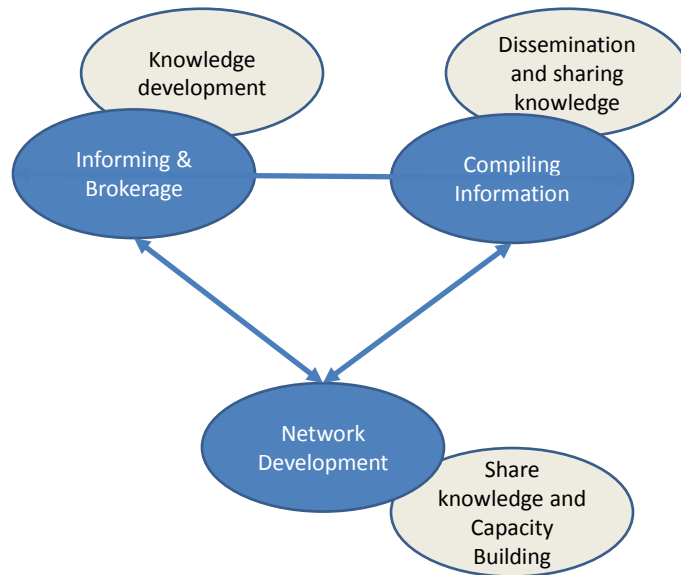 Knowledge
development
Dissemination
and sharing
knowledge
Informing &
Brokerage
Compiling
Information
Network
Development
Share
knowledge and
Capacity
Building